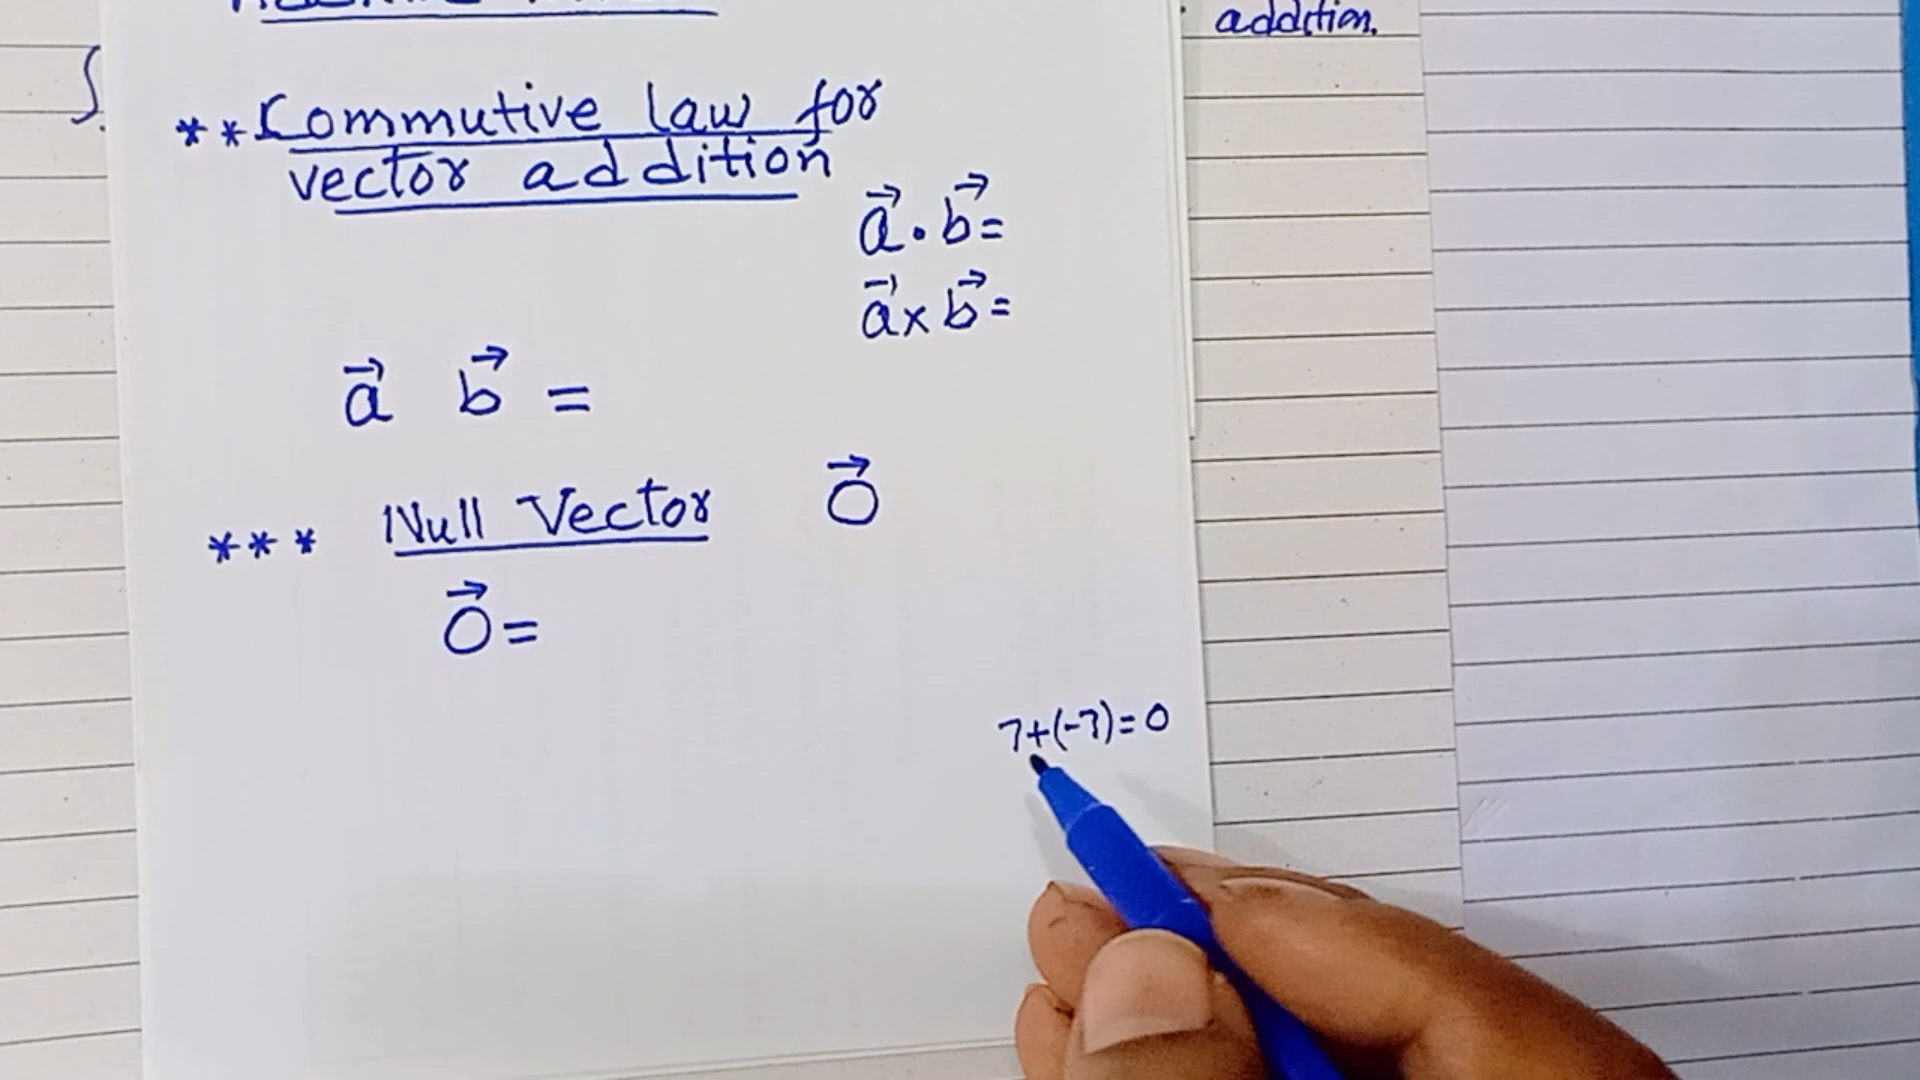 addition.
**Commutive law for
vector addition
a⃗ · b⃗ =
a⃗ x b⃗ =
a⃗ b⃗ =
*** Null Vector O⃗
O⃗ =
7+(-7)=0